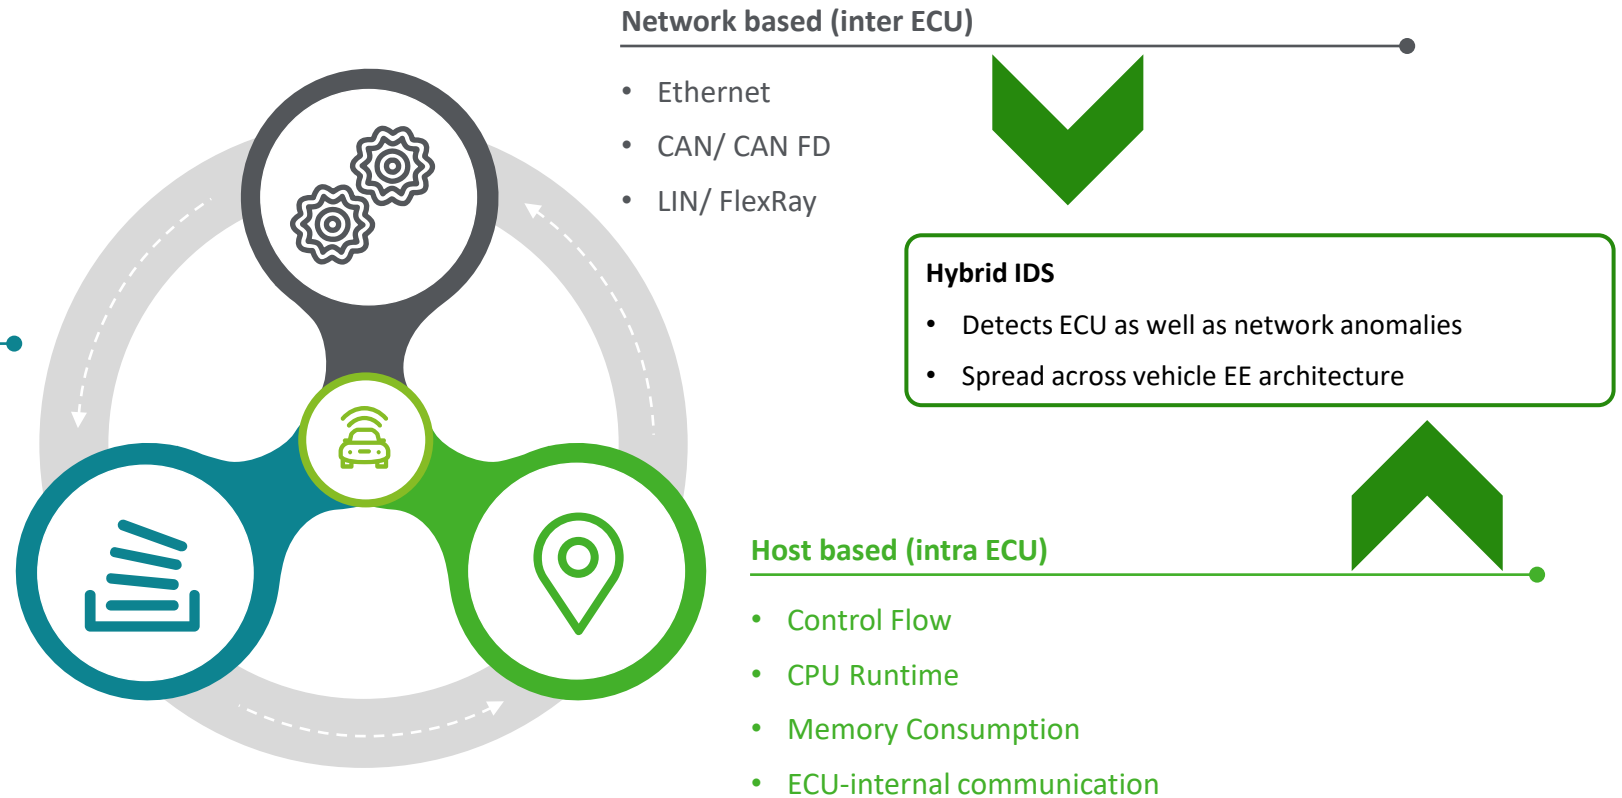 Network based (inter ECU)
• Ethernet
• CAN/ CAN FD
• LIN/ FlexRay
Hybrid IDS
• Detects ECU as well as network anomalies
• Spread across vehicle EE architecture
Host based (intra ECU)
• Control Flow
• CPU Runtime
• Memory Consumption
• ECU-internal communication